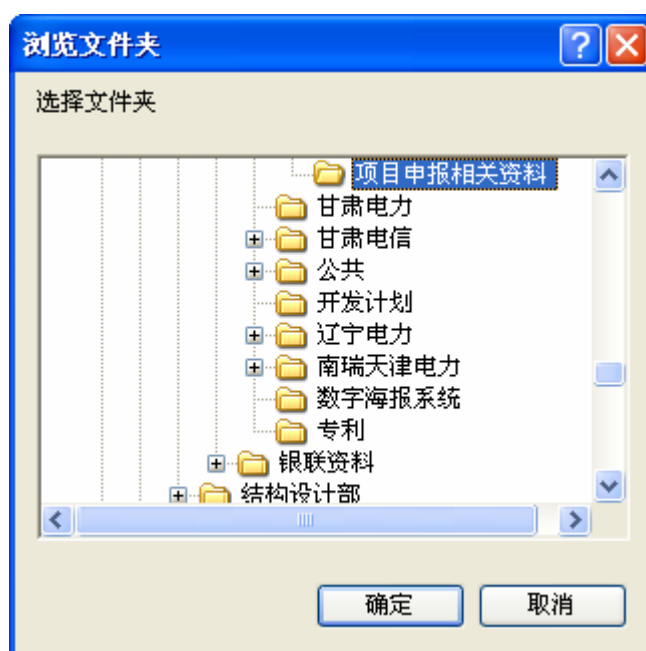 浏览文件夹
选择文件夹
项目申报相关资料
甘肃电力
甘肃电信
公共
开发计划
辽宁电力
南瑞天津电力
数字海报系统
专利
银联资料
结构设计部
确定
取消